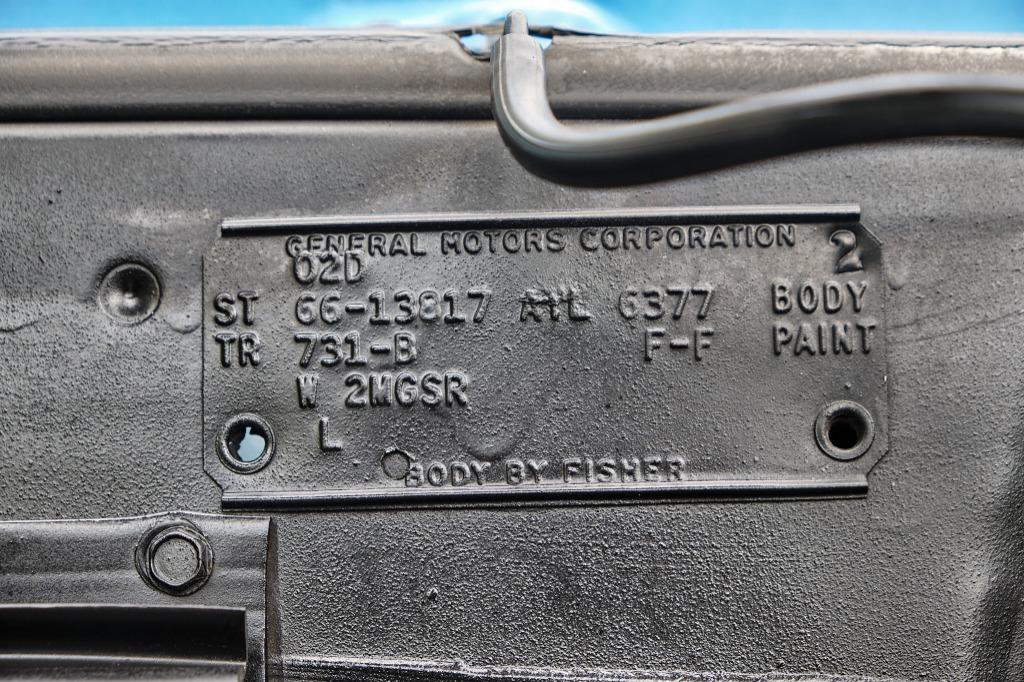 GENERAL MOTORS CORPORATION 2
02D
ST 66-13817 AYL 6377 BODY
TR 731-B F-F PAINT
W 2MGSR
L
BODY BY FISHER